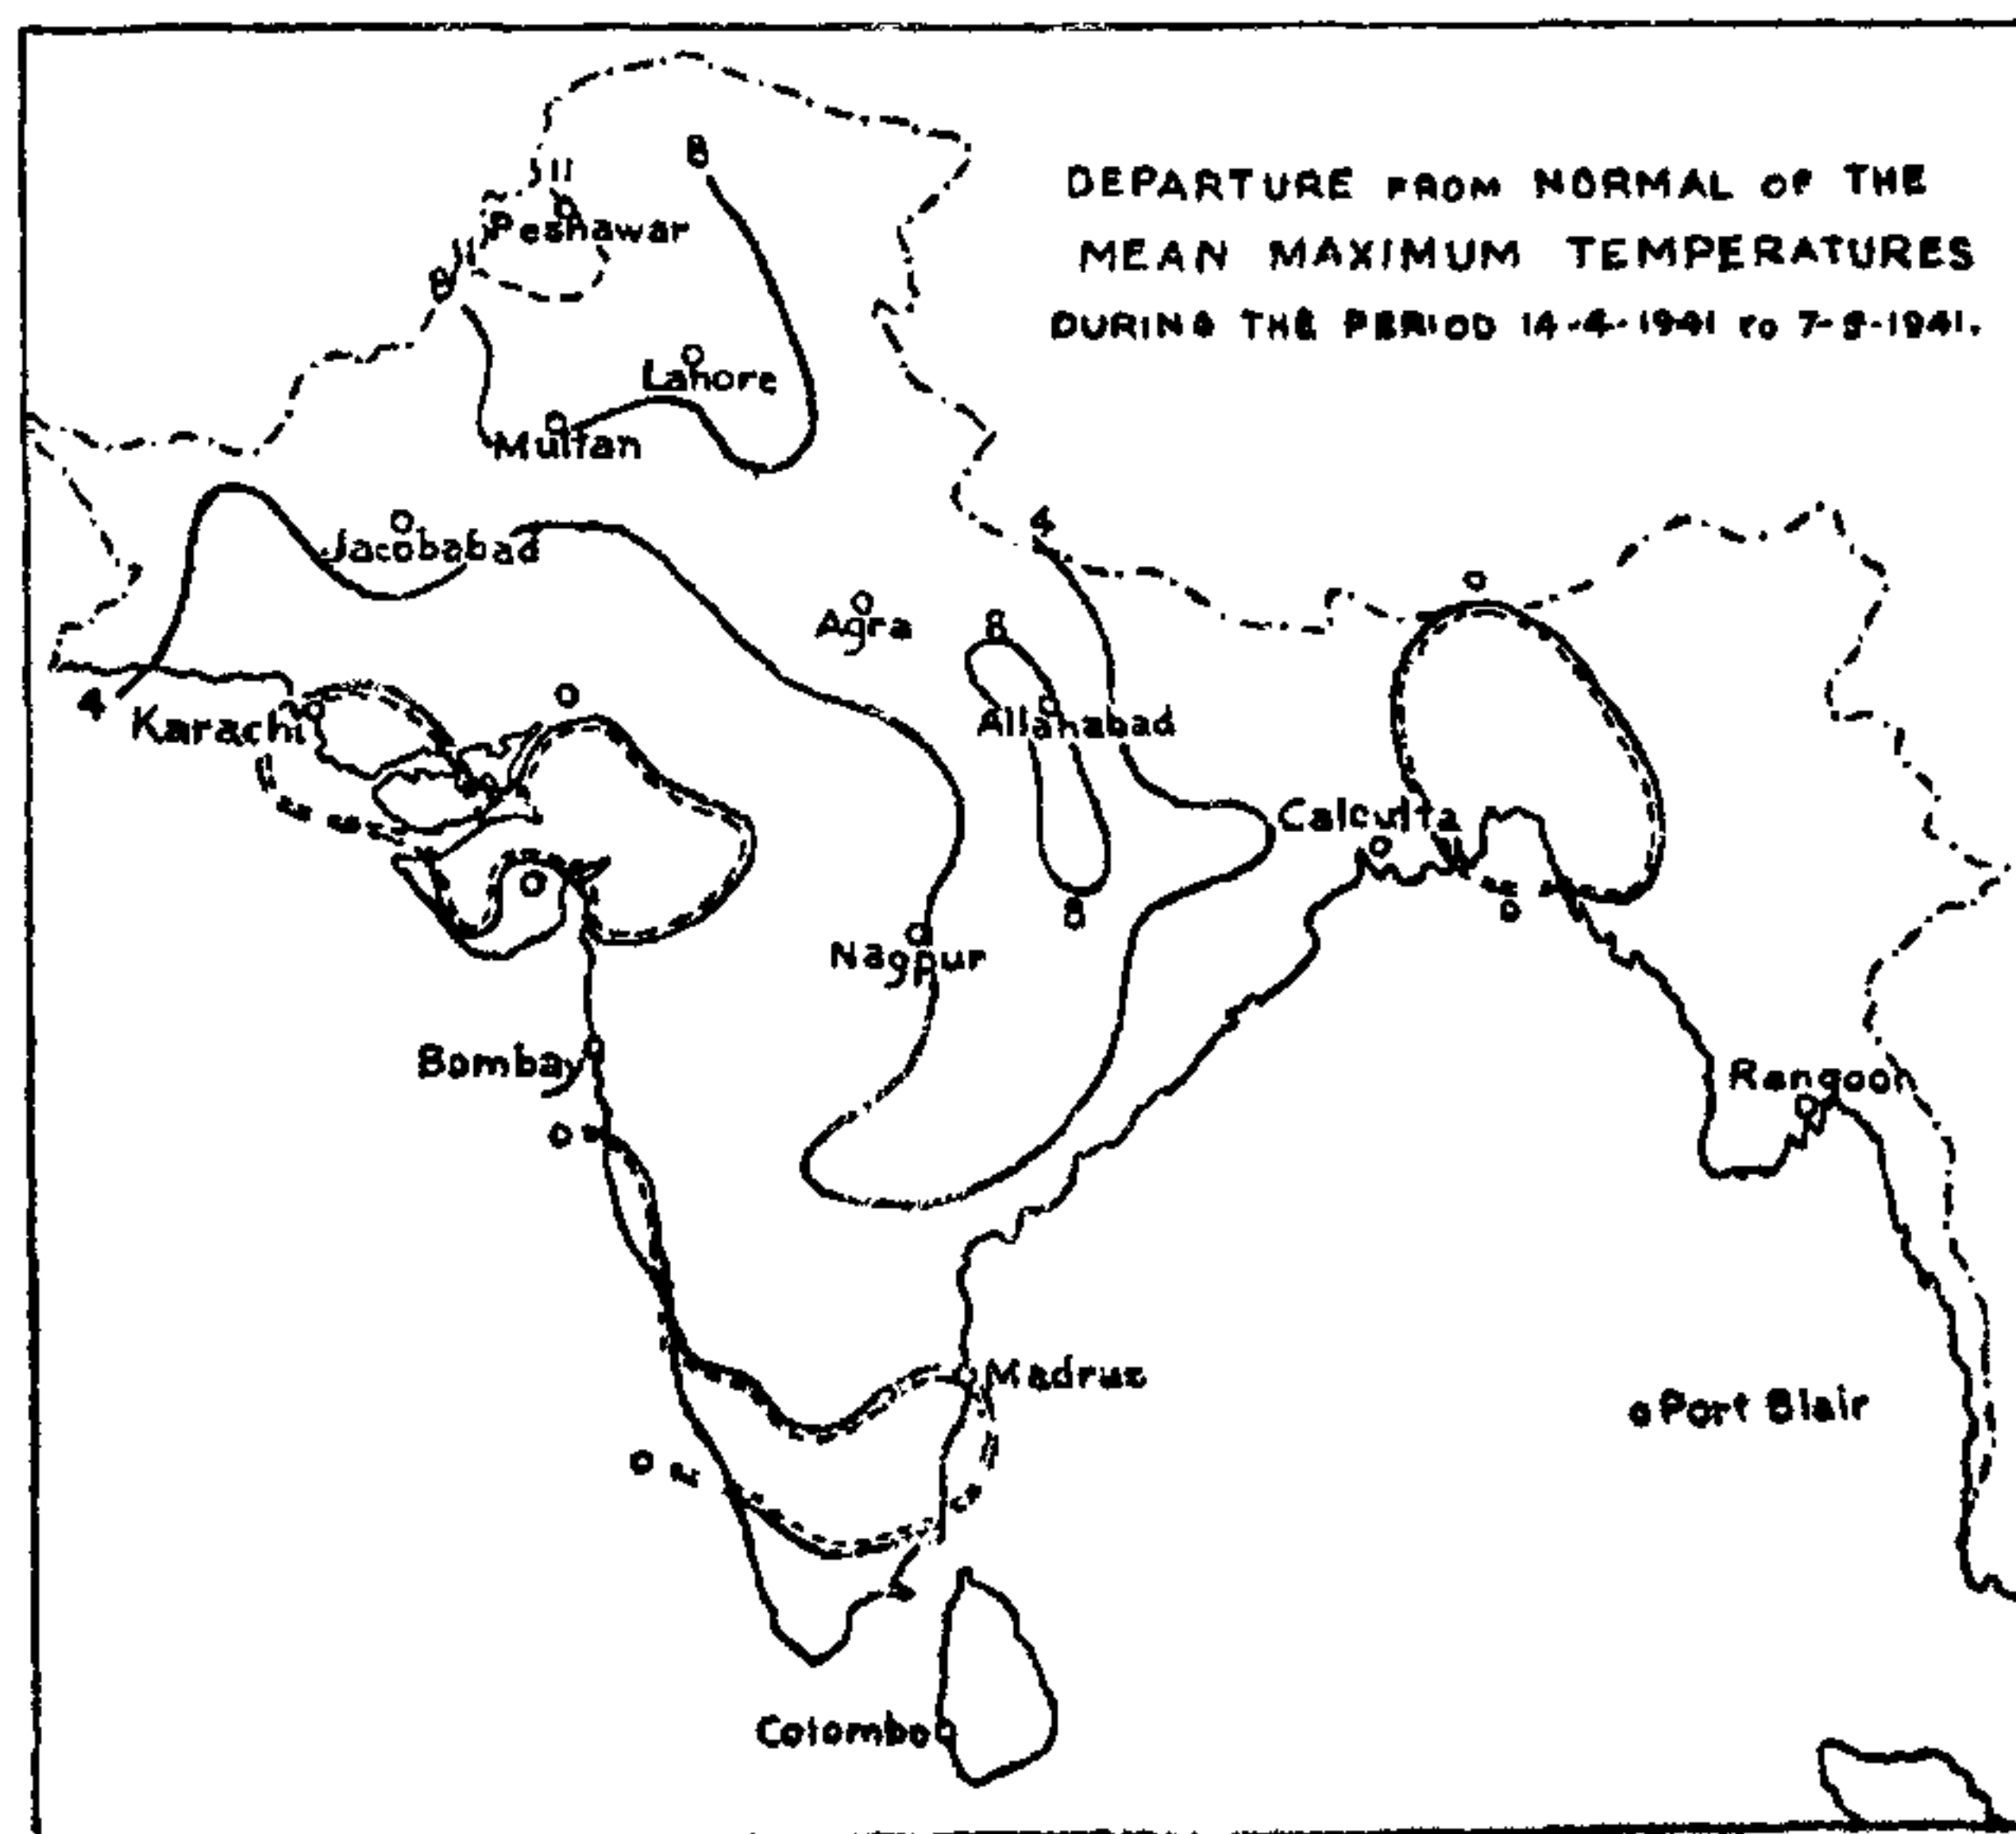 8
11
DEPARTURE FROM NORMAL OF THE
Peshawar
MEAN MAXIMUM TEMPERATURES
11
8
DURING THE PERIOD 14-4-1941 to 7-5-1941.
Lahore
Multan
4
Jacobabad
0
Agra
8
4
Karachi
0
Allahabad
Calcutta
0
8
0
Nagpur
Bombay
Rangoon
0
Madras
Port Blair
0
Colombo